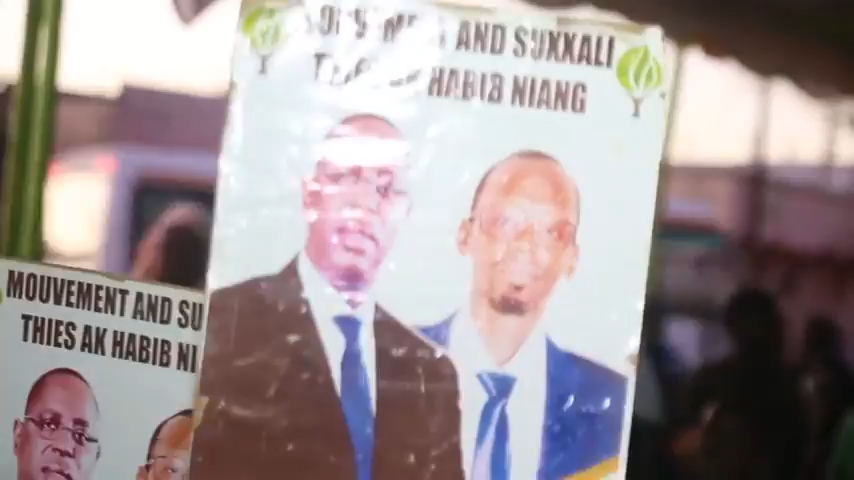 AND SUXXALI
HABIB NIANG
MOUVEMENT AND SU
THIES AK HABIB NI